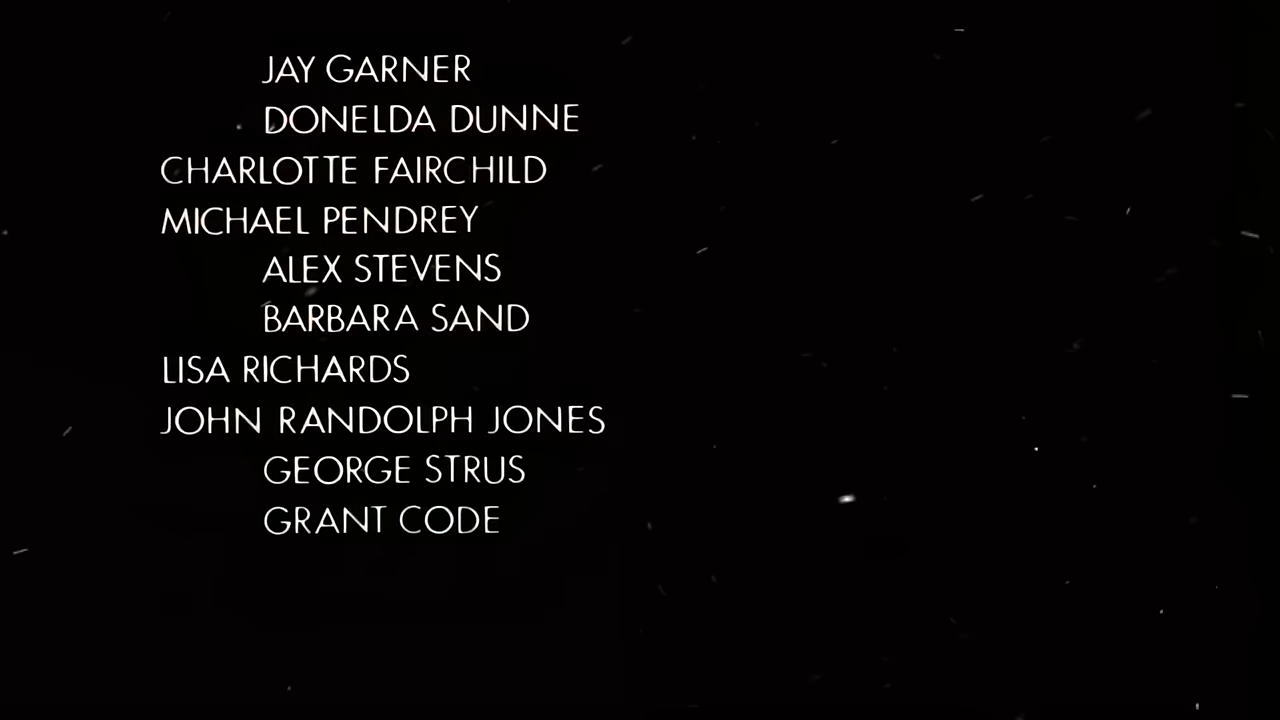 JAY GARNER
DONELDA DUNNE
CHARLOTTE FAIRCHILD
MICHAEL PENDREY
ALEX STEVENS
BARBARA SAND
LISA RICHARDS
JOHN RANDOLPH JONES
GEORGE STRUS
GRANT CODE